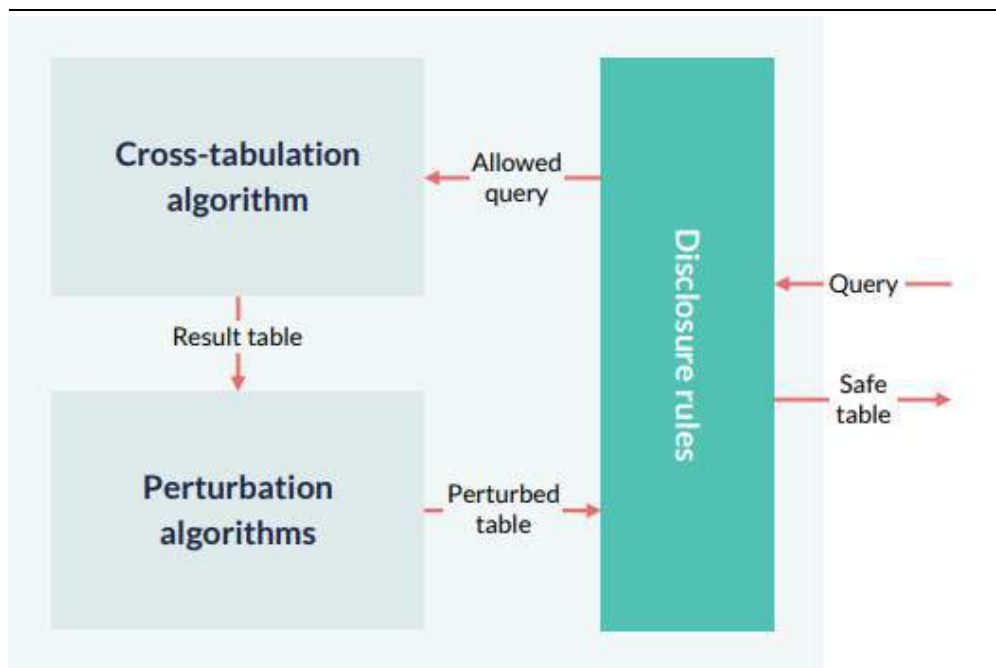 Cross-tabulation
algorithm
Allowed
query
Disclosure rules
Query
Result table
Safe
table
Perturbation
algorithms
Perturbed
table